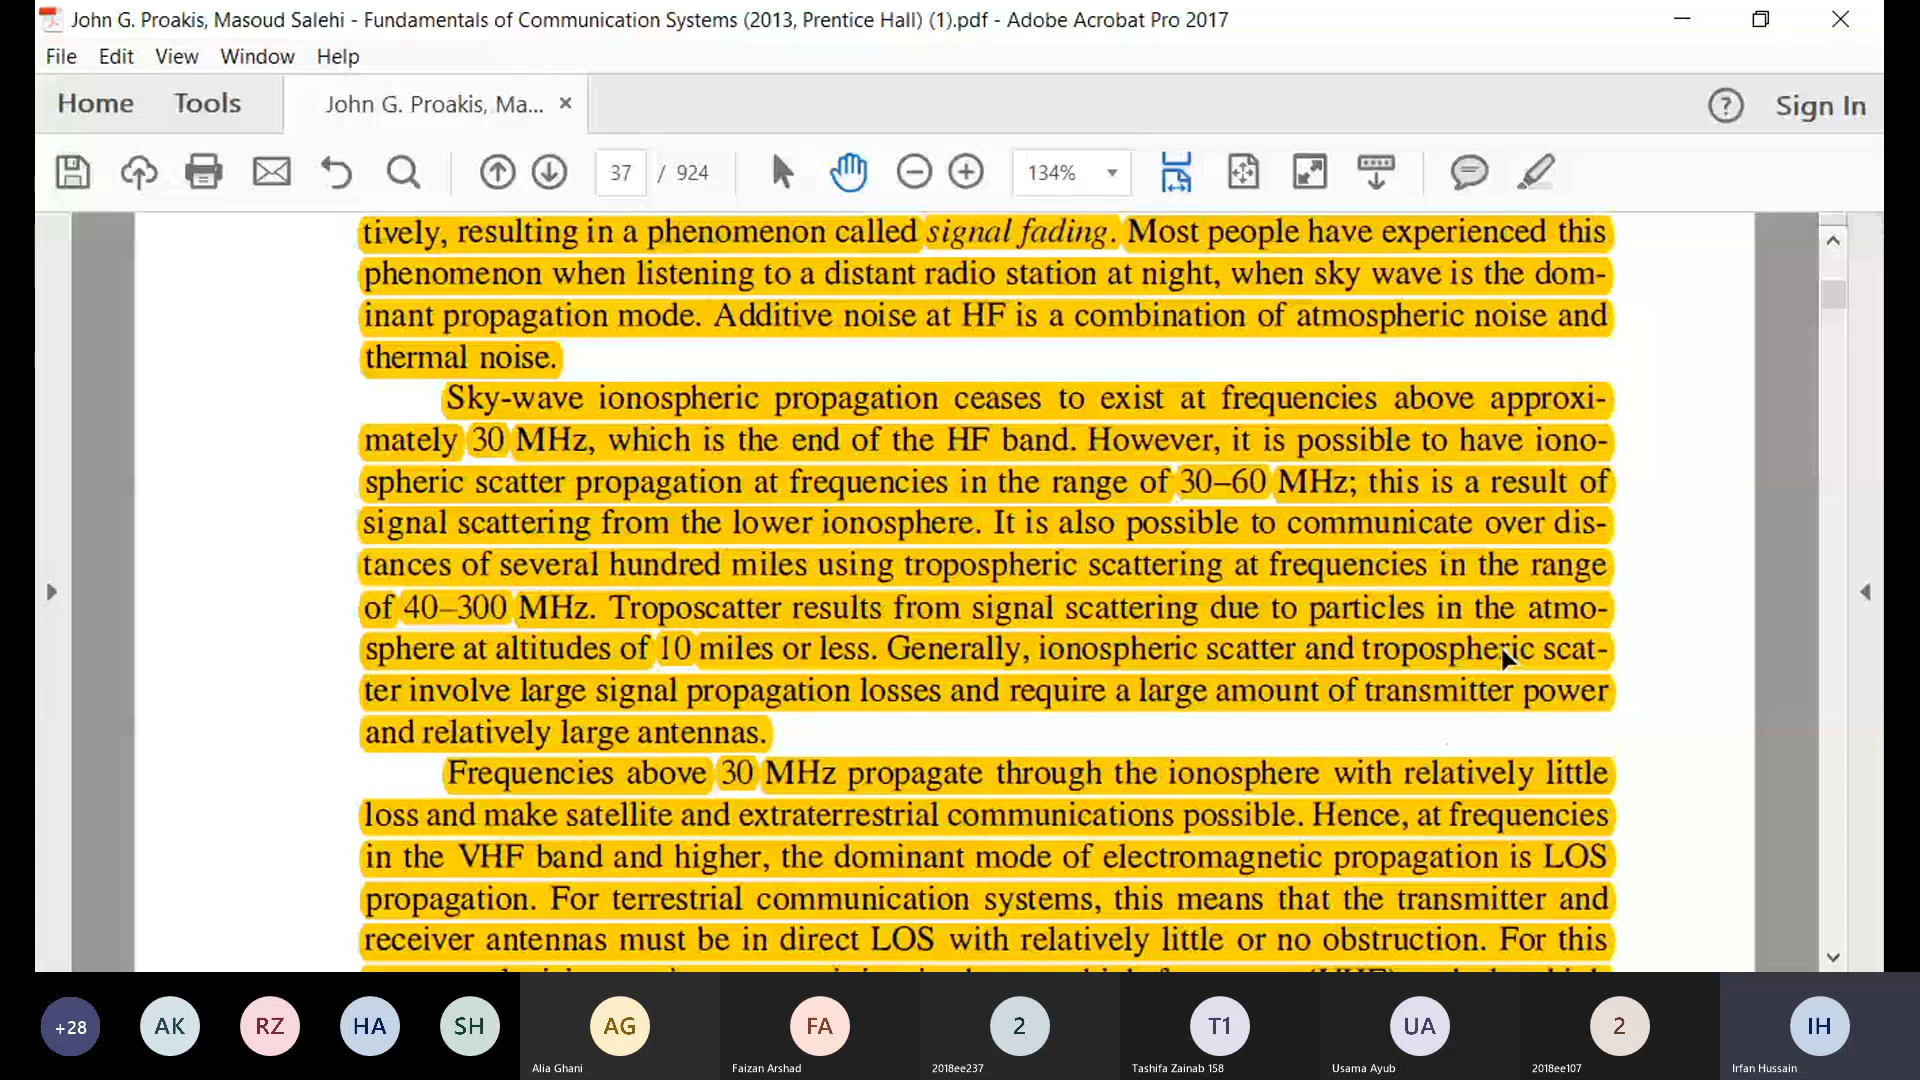 John G. Proakis, Masoud Salehi - Fundamentals of Communication Systems (2013, Prentice Hall) (1).pdf - Adobe Acrobat Pro 2017
File Edit View Window Help
Home Tools John G. Proakis, Ma... × ? Sign In
37 / 924 134%
tively, resulting in a phenomenon called signal fading. Most people have experienced this
phenomenon when listening to a distant radio station at night, when sky wave is the dom-
inant propagation mode. Additive noise at HF is a combination of atmospheric noise and
thermal noise.
Sky-wave ionospheric propagation ceases to exist at frequencies above approxi-
mately 30 MHz, which is the end of the HF band. However, it is possible to have iono-
spheric scatter propagation at frequencies in the range of 30–60 MHz; this is a result of
signal scattering from the lower ionosphere. It is also possible to communicate over dis-
tances of several hundred miles using tropospheric scattering at frequencies in the range
of 40–300 MHz. Troposcatter results from signal scattering due to particles in the atmo-
sphere at altitudes of 10 miles or less. Generally, ionospheric scatter and tropospheric scat-
ter involve large signal propagation losses and require a large amount of transmitter power
and relatively large antennas.
Frequencies above 30 MHz propagate through the ionosphere with relatively little
loss and make satellite and extraterrestrial communications possible. Hence, at frequencies
in the VHF band and higher, the dominant mode of electromagnetic propagation is LOS
propagation. For terrestrial communication systems, this means that the transmitter and
receiver antennas must be in direct LOS with relatively little or no obstruction. For this
+28 AK RZ HA SH AG FA 2 T1 UA 2 IH
Alia Ghani Faizan Arshad 2018ee237 Tashifa Zainab 158 Usama Ayub 2018ee107 Irfan Hussain